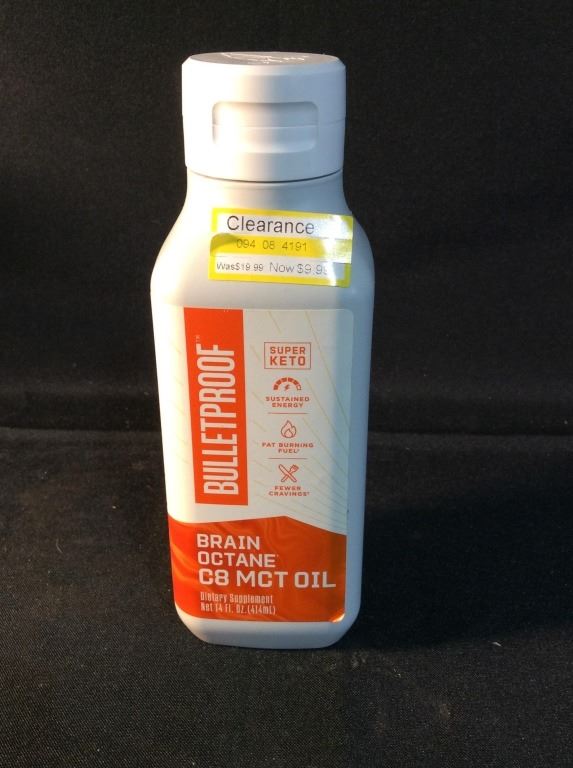 Clearance
094 08 4191
Was$19.99 Now $9.99
BULLETPROOF™
SUPER
KETO
SUSTAINED
ENERGY
FAT BURNING
FUEL†
FEWER
CRAVINGS†
BRAIN
OCTANE
C8 MCT OIL
Dietary Supplement
Net 14 Fl. Oz. (414mL)